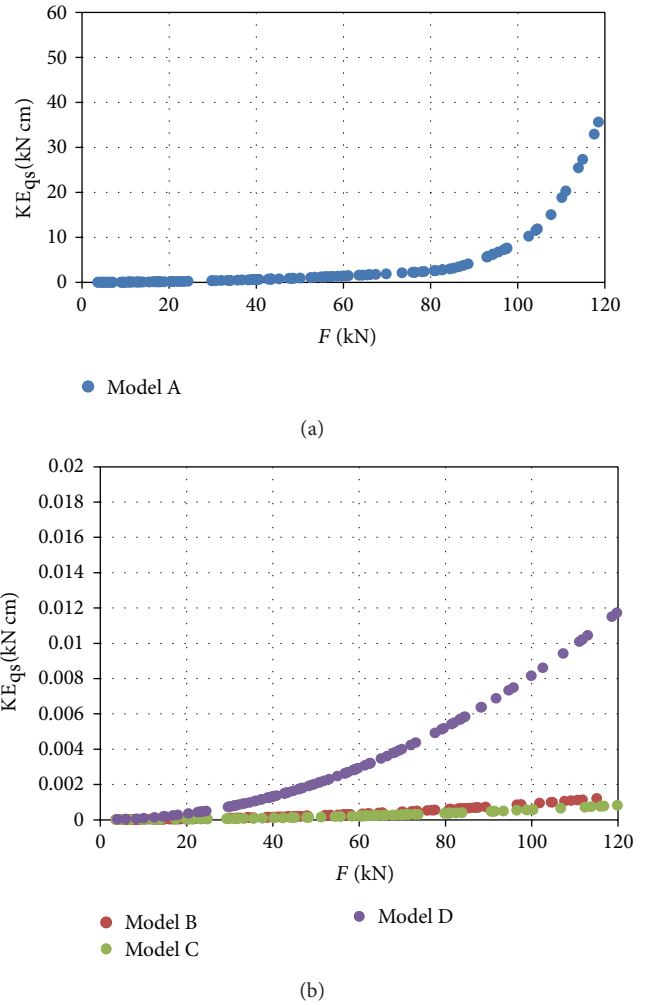 60
50
40
30
20
10
0
KEqs(kN cm)
0 20 40 60 80 100 120
F (kN)
Model A
(a)
0.02
0.018
0.016
0.014
0.012
0.01
0.008
0.006
0.004
0.002
0
KEqs(kN cm)
0 20 40 60 80 100 120
F (kN)
Model B
Model C
Model D
(b)